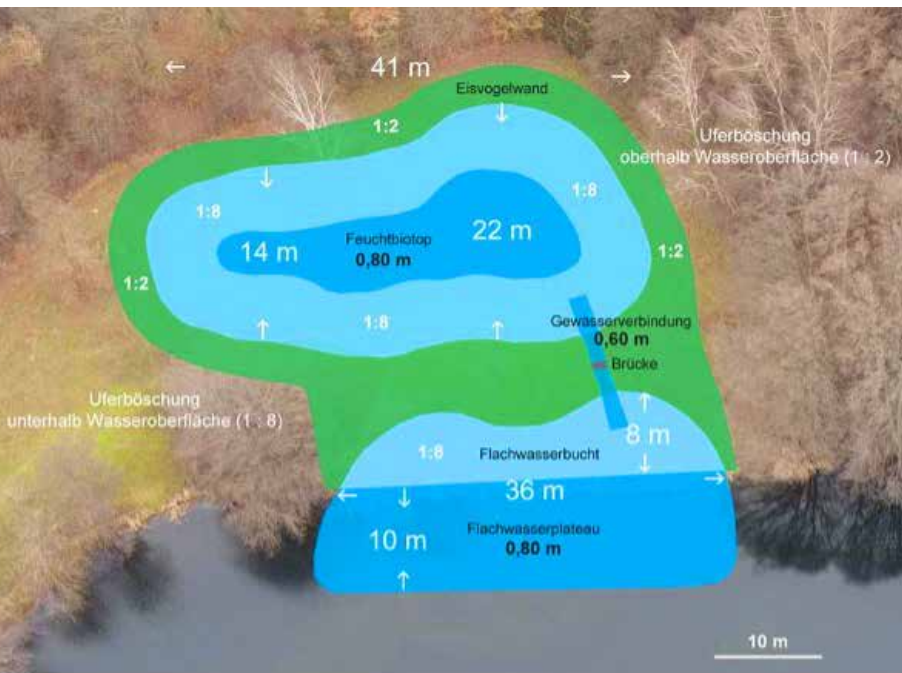 41 m
Eisvogelwand
1:2
Uferböschung
oberhalb Wasseroberfläche (1 : 2)
1:8
1:8
14 m
Feuchtbiotop
0,80 m
22 m
1:2
1:2
1:8
Gewässerverbindung
0,60 m
Brücke
Uferböschung
unterhalb Wasseroberfläche (1 : 8)
1:8
Flachwasserbucht
8 m
36 m
10 m
Flachwasserplateau
0,80 m
10 m